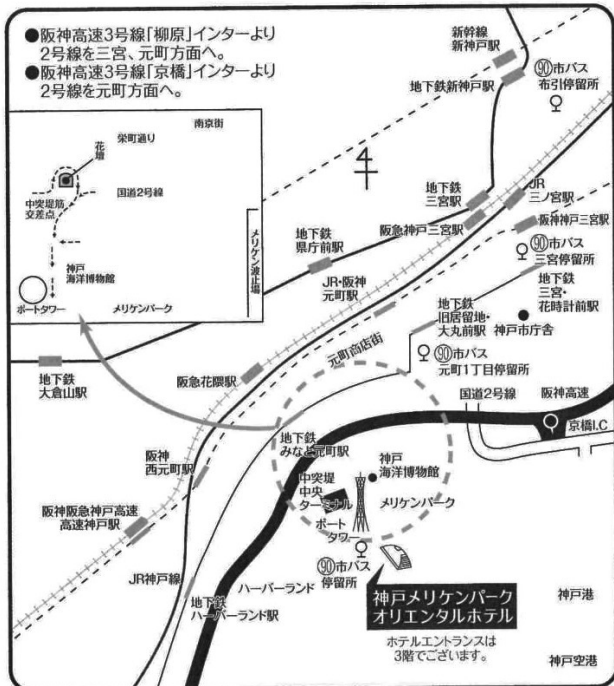 ●阪神高速3号線「柳原」インターより
2号線を三宮、元町方面へ。
●阪神高速3号線「京橋」インターより
2号線を元町方面へ。
南京街
栄町通り
花壇
国道2号線
中突堤筋
交差点
神戸
海洋博物館
メリケン波止場
ポートタワー
メリケンパーク
新幹線
新神戸駅
地下鉄新神戸駅
90市バス
布引停留所
4
地下鉄
三宮駅
JR
三ノ宮駅
阪急神戸三宮駅
阪神神戸三宮駅
90市バス
三宮停留所
地下鉄
県庁前駅
JR・阪神
元町駅
地下鉄
三宮・
花時計前駅
地下鉄
旧居留地・
大丸前駅
神戸市庁舎
元町商店街
90市バス
元町1丁目停留所
地下鉄
大倉山駅
阪急花隈駅
国道2号線
阪神高速
京橋I.C
阪神
西元町駅
地下鉄
みなと元町駅
神戸
海洋博物館
中突堤
中央
ターミナル
メリケンパーク
ポート
タワー
阪神阪急神戸高速
高速神戸駅
90市バス
停留所
JR神戸線
ハーバーランド
地下鉄
ハーバーランド駅
神戸メリケンパーク
オリエンタルホテル
ホテルエントランスは
3階でございます。
神戸港
神戸空港